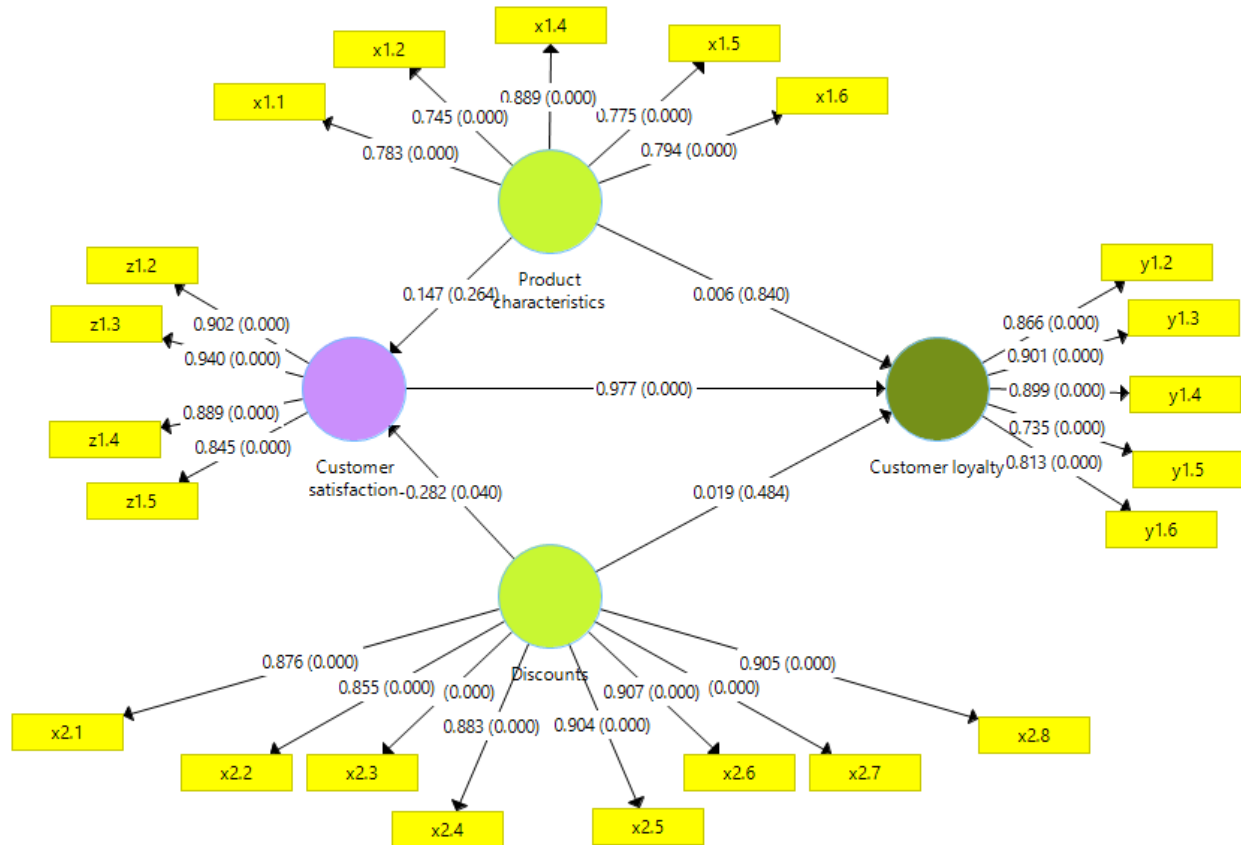 x1.4
x1.2
x1.5
x1.1
x1.6
0.889 (0.000)
0.745 (0.000)
0.775 (0.000)
0.783 (0.000)
0.794 (0.000)
z1.2
y1.2
Product
characteristics
0.147 (0.264)
0.006 (0.840)
z1.3
y1.3
0.902 (0.000)
0.866 (0.000)
0.940 (0.000)
0.901 (0.000)
0.977 (0.000)
0.899 (0.000)
y1.4
0.889 (0.000)
0.735 (0.000)
z1.4
0.845 (0.000)
0.813 (0.000)
y1.5
Customer
satisfaction
Customer loyalty
z1.5
-0.282 (0.040)
0.019 (0.484)
y1.6
0.876 (0.000)
0.905 (0.000)
Discounts
0.855 (0.000)
(0.000)
0.907 (0.000)
(0.000)
0.883 (0.000)
0.904 (0.000)
x2.1
x2.8
x2.2
x2.3
x2.6
x2.7
x2.4
x2.5